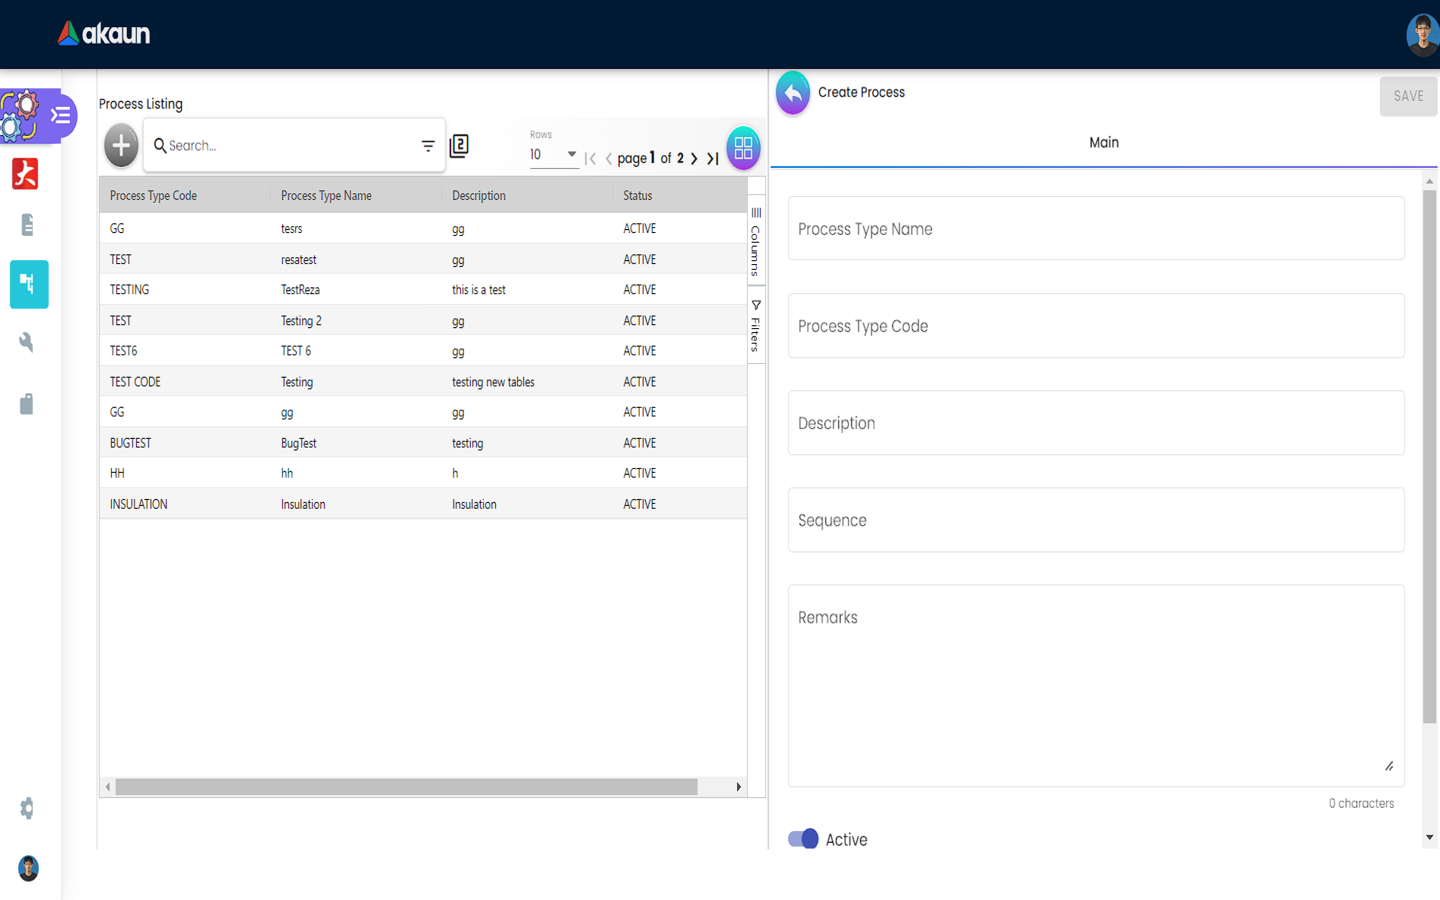 akaun
Process Listing
Search...
2
Rows
10
page 1 of 2
Process Type Code Process Type Name Description Status
GG tesrs gg ACTIVE
TEST resatest gg ACTIVE
TESTING TestReza this is a test ACTIVE
TEST Testing 2 gg ACTIVE
TEST6 TEST 6 gg ACTIVE
TEST CODE Testing testing new tables ACTIVE
GG gg gg ACTIVE
BUGTEST BugTest testing ACTIVE
HH hh h ACTIVE
INSULATION Insulation Insulation ACTIVE
Columns
Filters
Create Process
SAVE
Main
Process Type Name
Process Type Code
Description
Sequence
Remarks
0 characters
Active